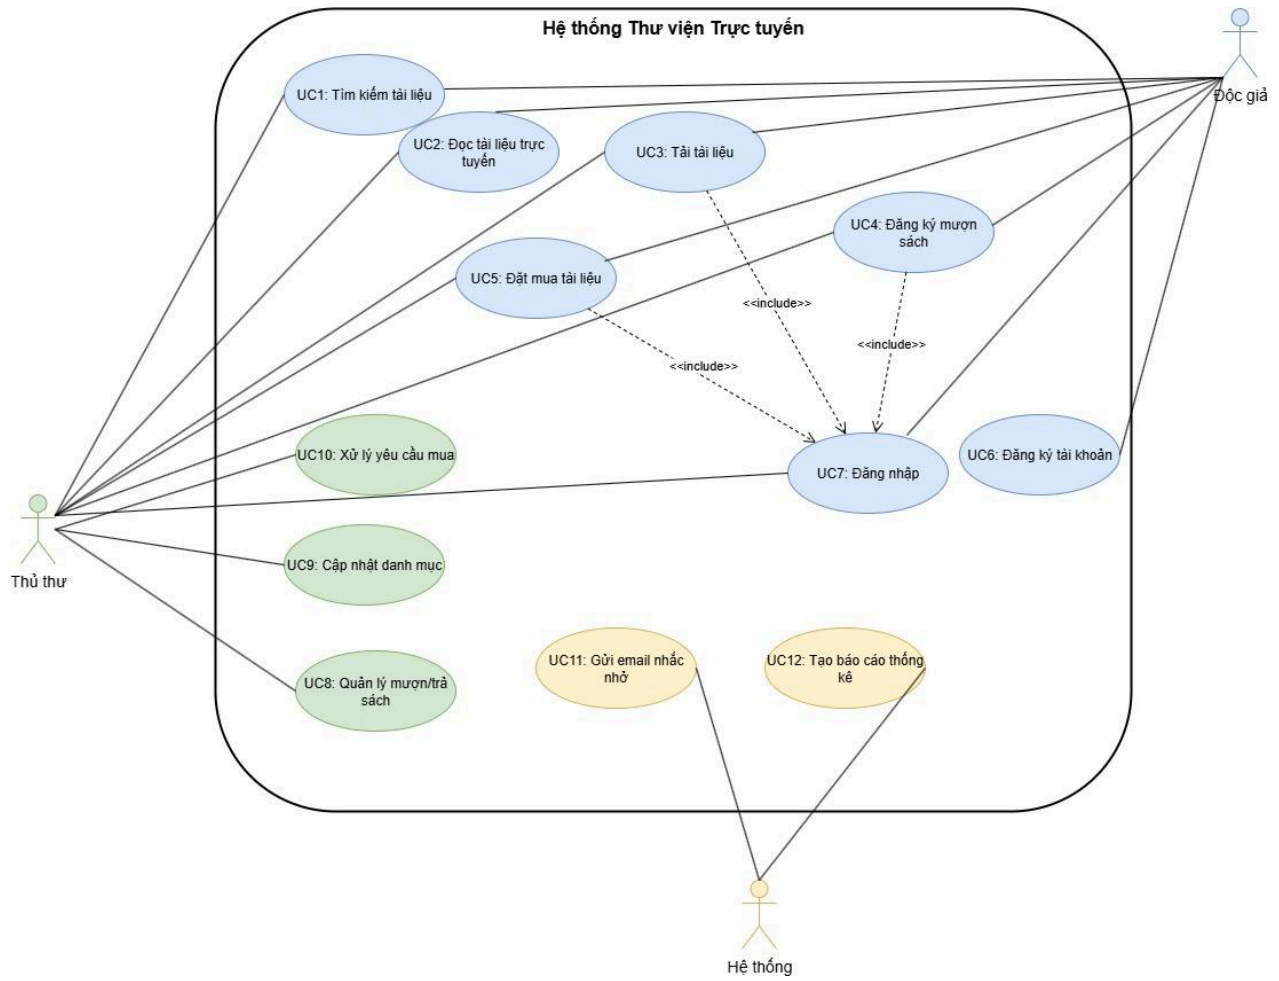 Hệ thống Thư viện Trực tuyến
Độc giả
UC1: Tìm kiếm tài liệu
UC2: Đọc tài liệu trực
tuyến
UC3: Tải tài liệu
UC4: Đăng ký mượn
sách
UC5: Đặt mua tài liệu
<<include>>
<<include>>
<<include>>
UC10: Xử lý yêu cầu mua
UC7: Đăng nhập
UC6: Đăng ký tài khoản
Thủ thư
UC9: Cập nhật danh mục
UC8: Quản lý mượn/trả
sách
UC11: Gửi email nhắc
nhở
UC12: Tạo báo cáo thống
kê
Hệ thống